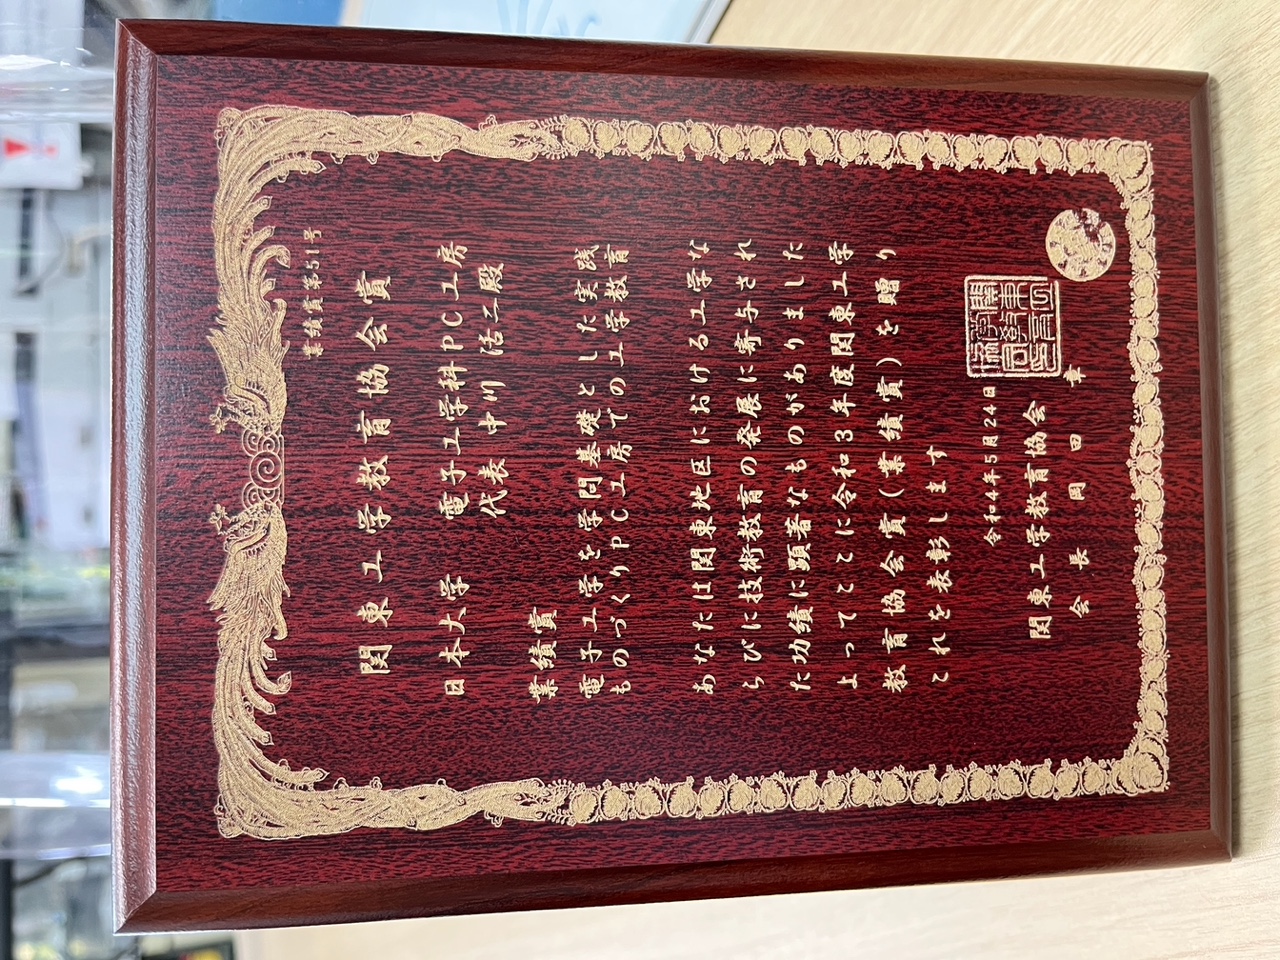 業績賞第51号
関東工学教育協会賞
日本大学　電子工学科PC工房
代表　中川　活二殿
業績賞
電子工学を学問基礎とした実践
ものづくりPC工房での工学教育
あなたは関東地区における工学な
らびに技術教育の発展に寄与され
た功績に顕著なものがありました
よってここに令和3年度関東工学
教育協会賞(業績賞)を贈り
これを表彰します
令和4年5月24日
関東工学教育協会
会長　岡田